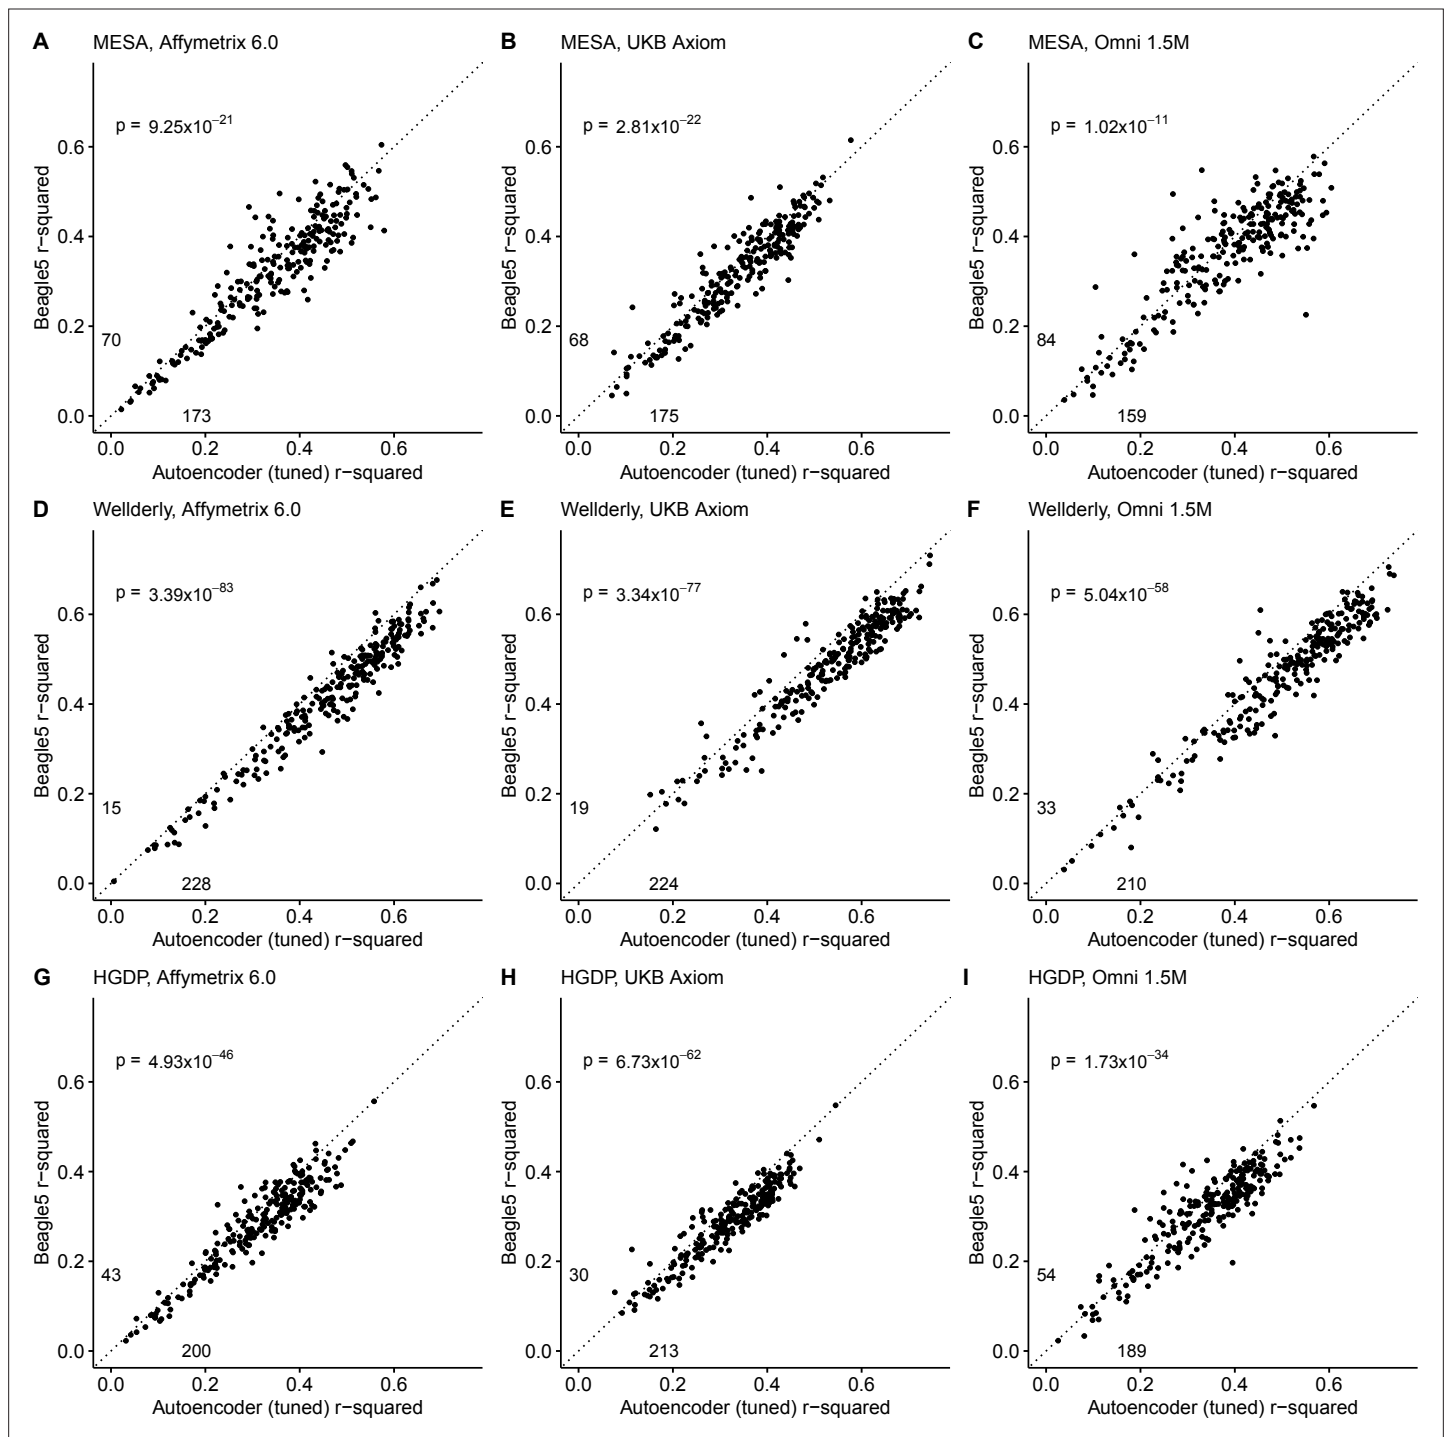 A MESA, Affymetrix 6.0
p = 9.25x10−21
Beagle5 r−squared
0.6
0.4
0.2
0.0
70
173
0.0 0.2 0.4 0.6
Autoencoder (tuned) r−squared
B MESA, UKB Axiom
p = 2.81x10−22
Beagle5 r−squared
0.6
0.4
0.2
0.0
68
175
0.0 0.2 0.4 0.6
Autoencoder (tuned) r−squared
C MESA, Omni 1.5M
p = 1.02x10−11
Beagle5 r−squared
0.6
0.4
0.2
0.0
84
159
0.0 0.2 0.4 0.6
Autoencoder (tuned) r−squared
D Wellderly, Affymetrix 6.0
p = 3.39x10−83
Beagle5 r−squared
0.6
0.4
0.2
0.0
15
228
0.0 0.2 0.4 0.6
Autoencoder (tuned) r−squared
E Wellderly, UKB Axiom
p = 3.34x10−77
Beagle5 r−squared
0.6
0.4
0.2
0.0
19
224
0.0 0.2 0.4 0.6
Autoencoder (tuned) r−squared
F Wellderly, Omni 1.5M
p = 5.04x10−58
Beagle5 r−squared
0.6
0.4
0.2
0.0
33
210
0.0 0.2 0.4 0.6
Autoencoder (tuned) r−squared
G HGDP, Affymetrix 6.0
p = 4.93x10−46
Beagle5 r−squared
0.6
0.4
0.2
0.0
43
200
0.0 0.2 0.4 0.6
Autoencoder (tuned) r−squared
H HGDP, UKB Axiom
p = 6.73x10−62
Beagle5 r−squared
0.6
0.4
0.2
0.0
30
213
0.0 0.2 0.4 0.6
Autoencoder (tuned) r−squared
I HGDP, Omni 1.5M
p = 1.73x10−34
Beagle5 r−squared
0.6
0.4
0.2
0.0
54
189
0.0 0.2 0.4 0.6
Autoencoder (tuned) r−squared